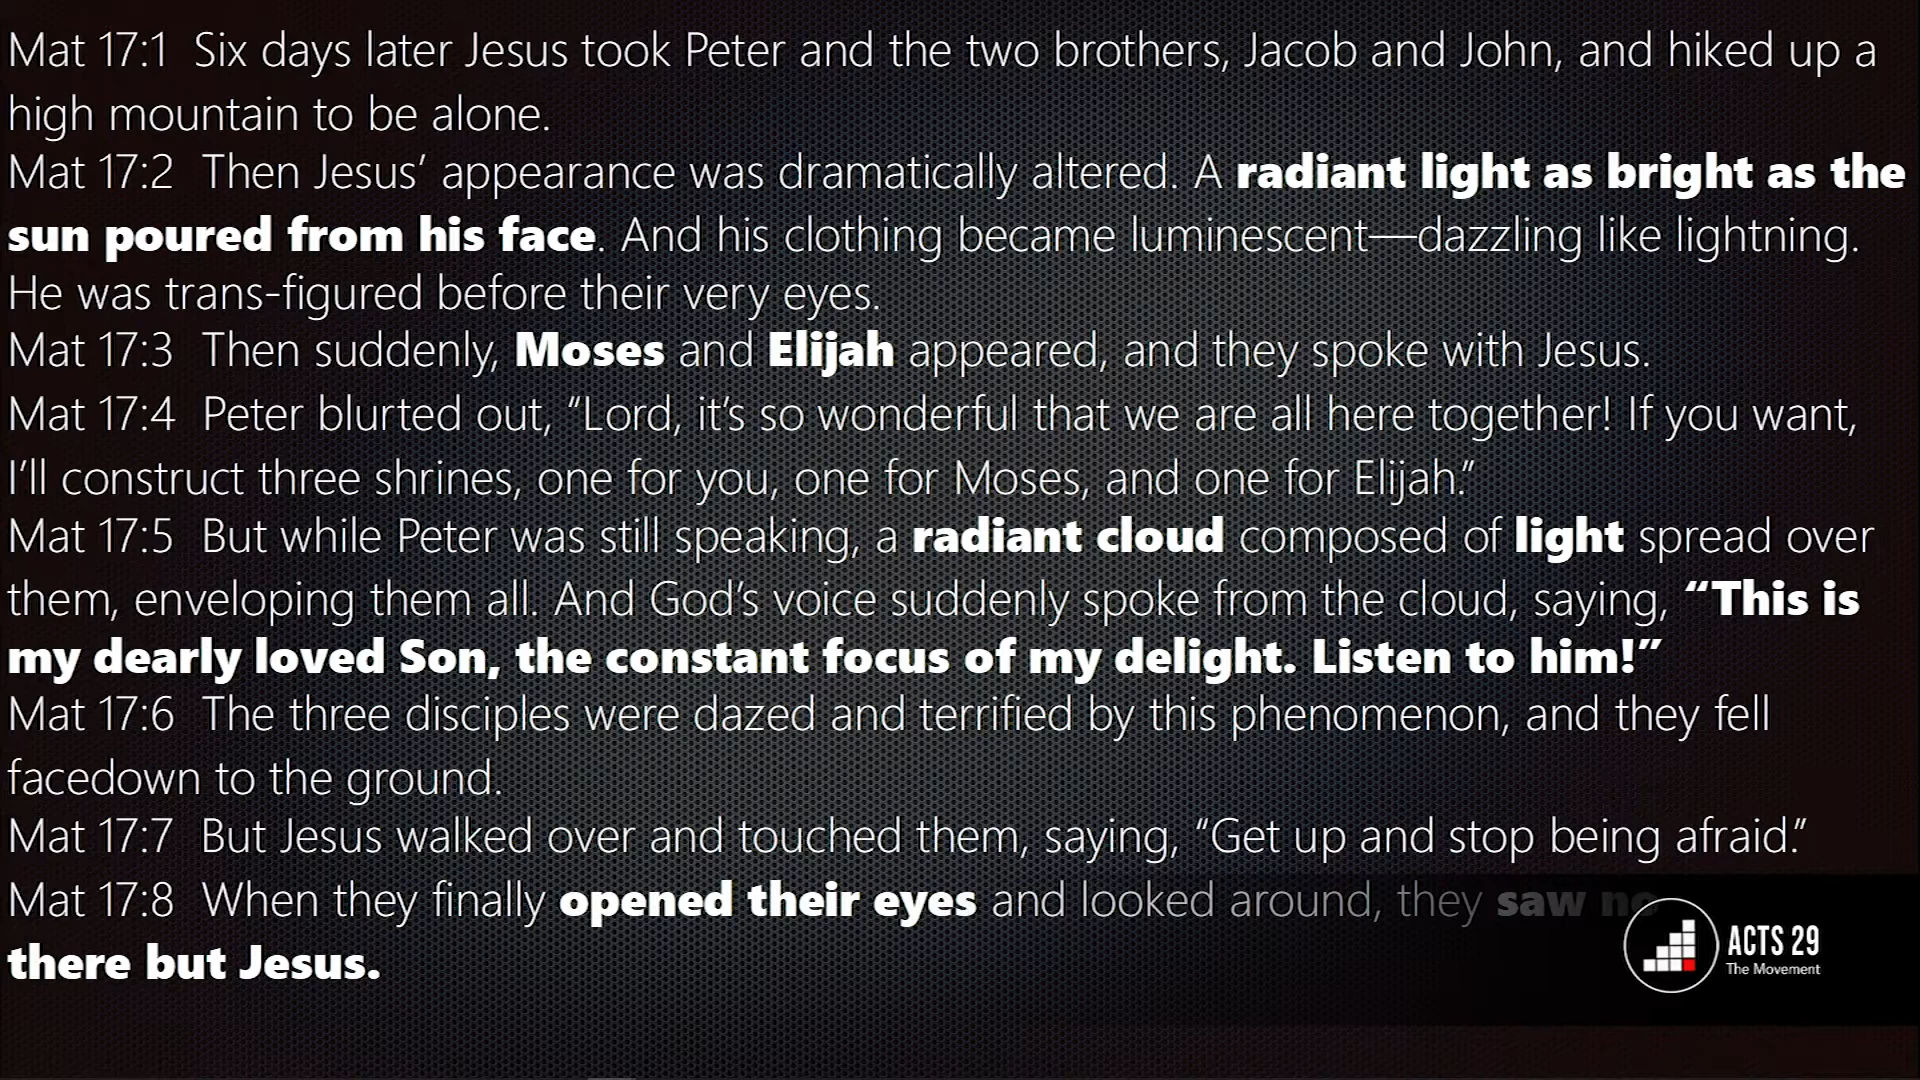 Mat 17:1  Six days later Jesus took Peter and the two brothers, Jacob and John, and hiked up a
high mountain to be alone.
Mat 17:2  Then Jesus’ appearance was dramatically altered. A radiant light as bright as the
sun poured from his face. And his clothing became luminescent—dazzling like lightning.
He was trans-figured before their very eyes.
Mat 17:3  Then suddenly, Moses and Elijah appeared, and they spoke with Jesus.
Mat 17:4  Peter blurted out, “Lord, it’s so wonderful that we are all here together! If you want,
I’ll construct three shrines, one for you, one for Moses, and one for Elijah.”
Mat 17:5  But while Peter was still speaking, a radiant cloud composed of light spread over
them, enveloping them all. And God’s voice suddenly spoke from the cloud, saying, “This is
my dearly loved Son, the constant focus of my delight. Listen to him!”
Mat 17:6  The three disciples were dazed and terrified by this phenomenon, and they fell
facedown to the ground.
Mat 17:7  But Jesus walked over and touched them, saying, “Get up and stop being afraid.”
Mat 17:8  When they finally opened their eyes and looked around, they saw
there but Jesus.
ACTS 29
The Movement